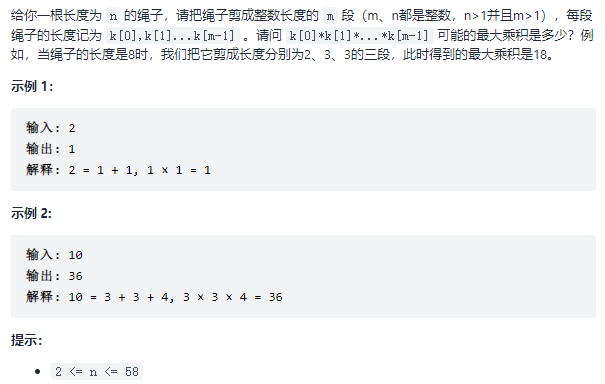 给你一根长度为 n 的绳子，请把绳子剪成整数长度的 m 段（m、n都是整数，n>1并且m>1），每段
绳子的长度记为 k[0],k[1]...k[m-1] 。请问 k[0]*k[1]*...*k[m-1] 可能的最大乘积是多少？例
如，当绳子的长度是8时，我们把它剪成长度分别为2、3、3的三段，此时得到的最大乘积是18。
示例 1：
输入: 2
输出: 1
解释: 2 = 1 + 1, 1 × 1 = 1
示例 2:
输入: 10
输出: 36
解释: 10 = 3 + 3 + 4, 3 × 3 × 4 = 36
提示：
• 2 <= n <= 58